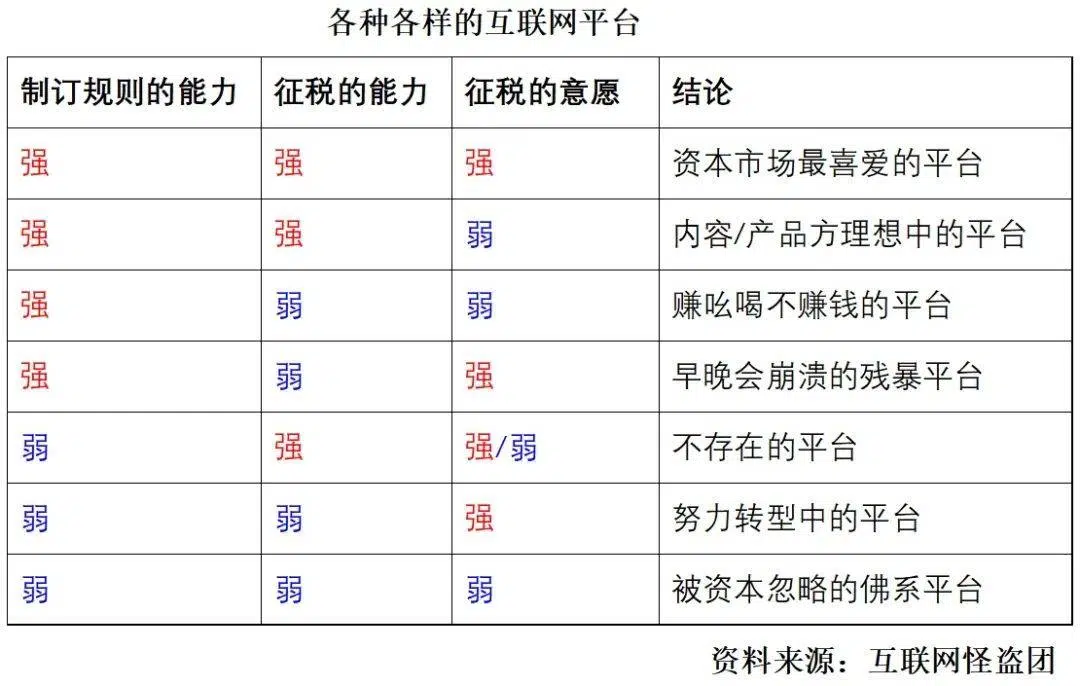 各种各样的互联网平台
制订规则的能力 征税的能力 征税的意愿 结论
强 强 强 资本市场最喜爱的平台
强 强 弱 内容/产品方理想中的平台
强 弱 弱 赚吆喝不赚钱的平台
强 弱 强 早晚会崩溃的残暴平台
弱 强 强/弱 不存在的平台
弱 弱 强 努力转型中的平台
弱 弱 弱 被资本忽略的佛系平台
资料来源：互联网怪盗团